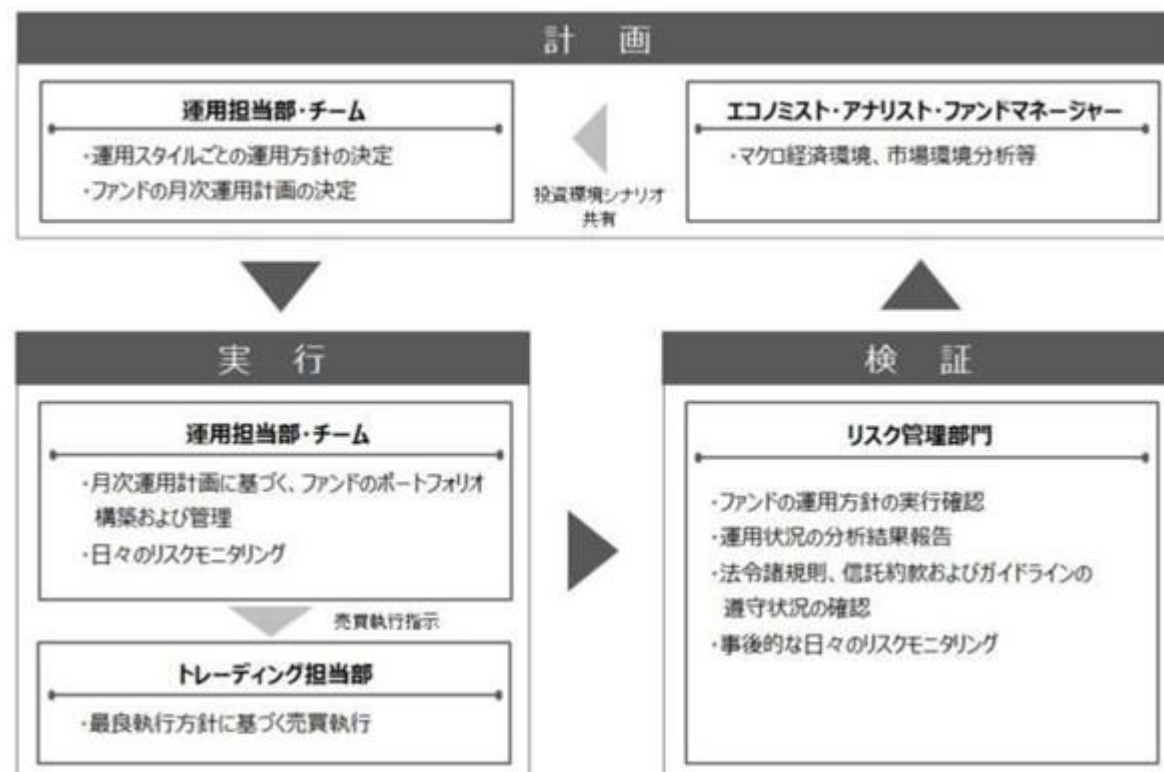 計 画
運用担当部・チーム
・運用スタイルごとの運用方針の決定
・ファンドの月次運用計画の決定
投資環境シナリオ
共有
エコノミスト・アナリスト・ファンドマネージャー
・マクロ経済環境、市場環境分析等
実 行
運用担当部・チーム
・月次運用計画に基づく、ファンドのポートフォリオ
構築および管理
・日々のリスクモニタリング
売買執行指示
トレーディング担当部
・最良執行方針に基づく売買執行
検 証
リスク管理部門
・ファンドの運用方針の実行確認
・運用状況の分析結果報告
・法令諸規則、信託約款およびガイドラインの
遵守状況の確認
・事後的な日々のリスクモニタリング